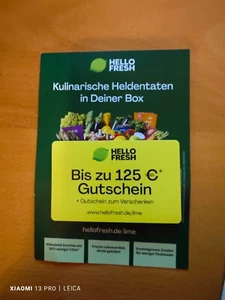 HELLO
FRESH
Kulinarische Heldentaten
in Deiner Box
HELLO
FRESH
Bis zu 125 €*
Gutschein
+ Gutschein zum Verschenken
www.hellofresh.de/lime
hellofresh.de/lime
XIAOMI 13 PRO | LEICA